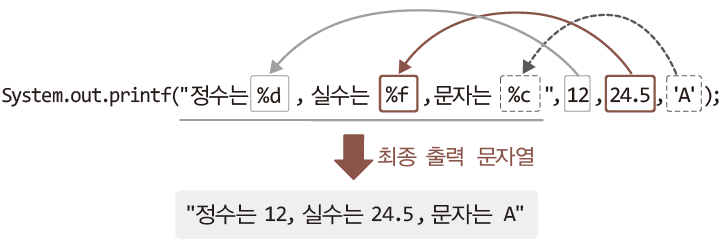 System.out.printf("정수는 %d , 실수는 %f ,문자는 %c ", 12 , 24.5 , 'A' );
최종 출력 문자열
"정수는 12, 실수는 24.5, 문자는 A"